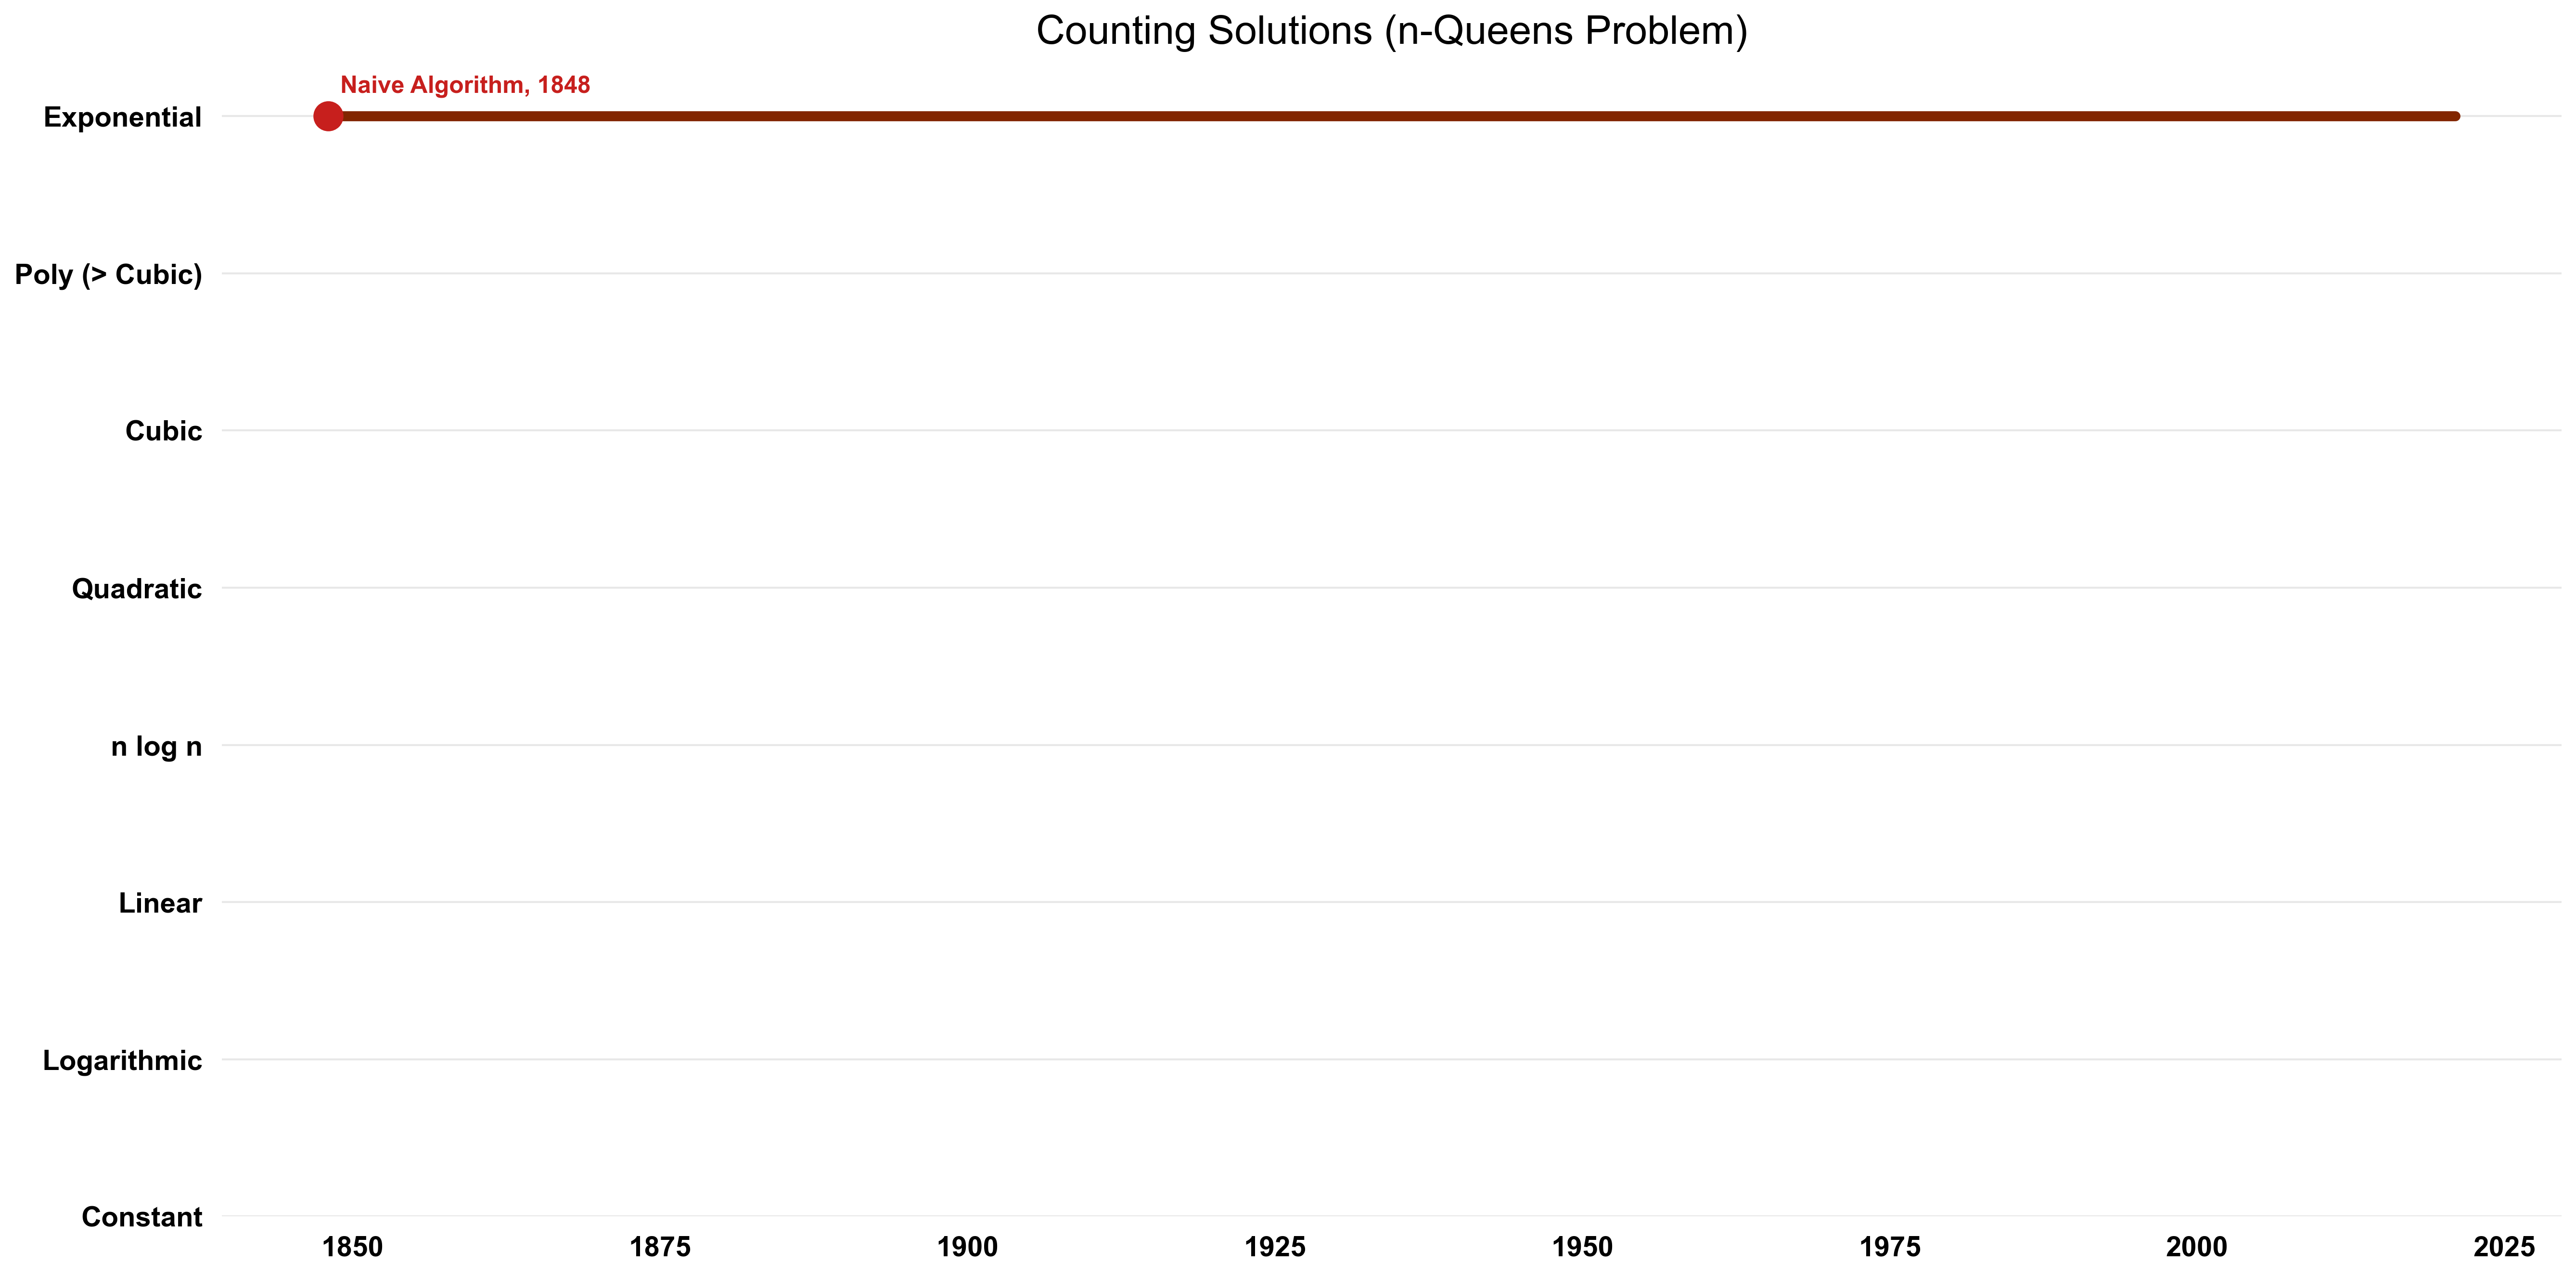 Counting Solutions (n-Queens Problem)
Naive Algorithm, 1848
Exponential
Poly (> Cubic)
Cubic
Quadratic
n log n
Linear
Logarithmic
Constant
1850 1875 1900 1925 1950 1975 2000 2025